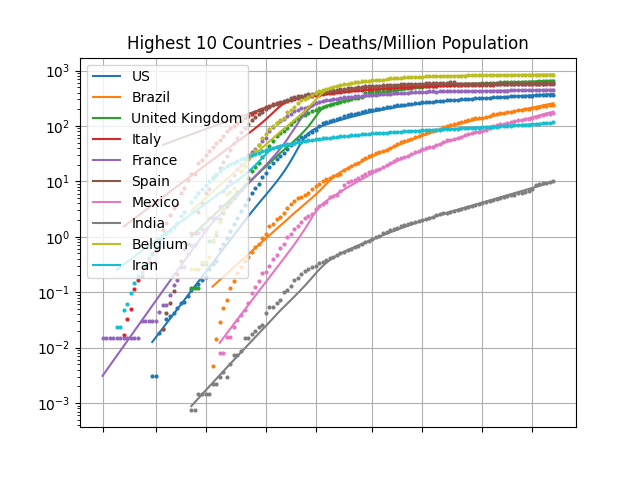 Highest 10 Countries - Deaths/Million Population
10³
10²
10¹
10⁰
10⁻¹
10⁻²
10⁻³
US
Brazil
United Kingdom
Italy
France
Spain
Mexico
India
Belgium
Iran